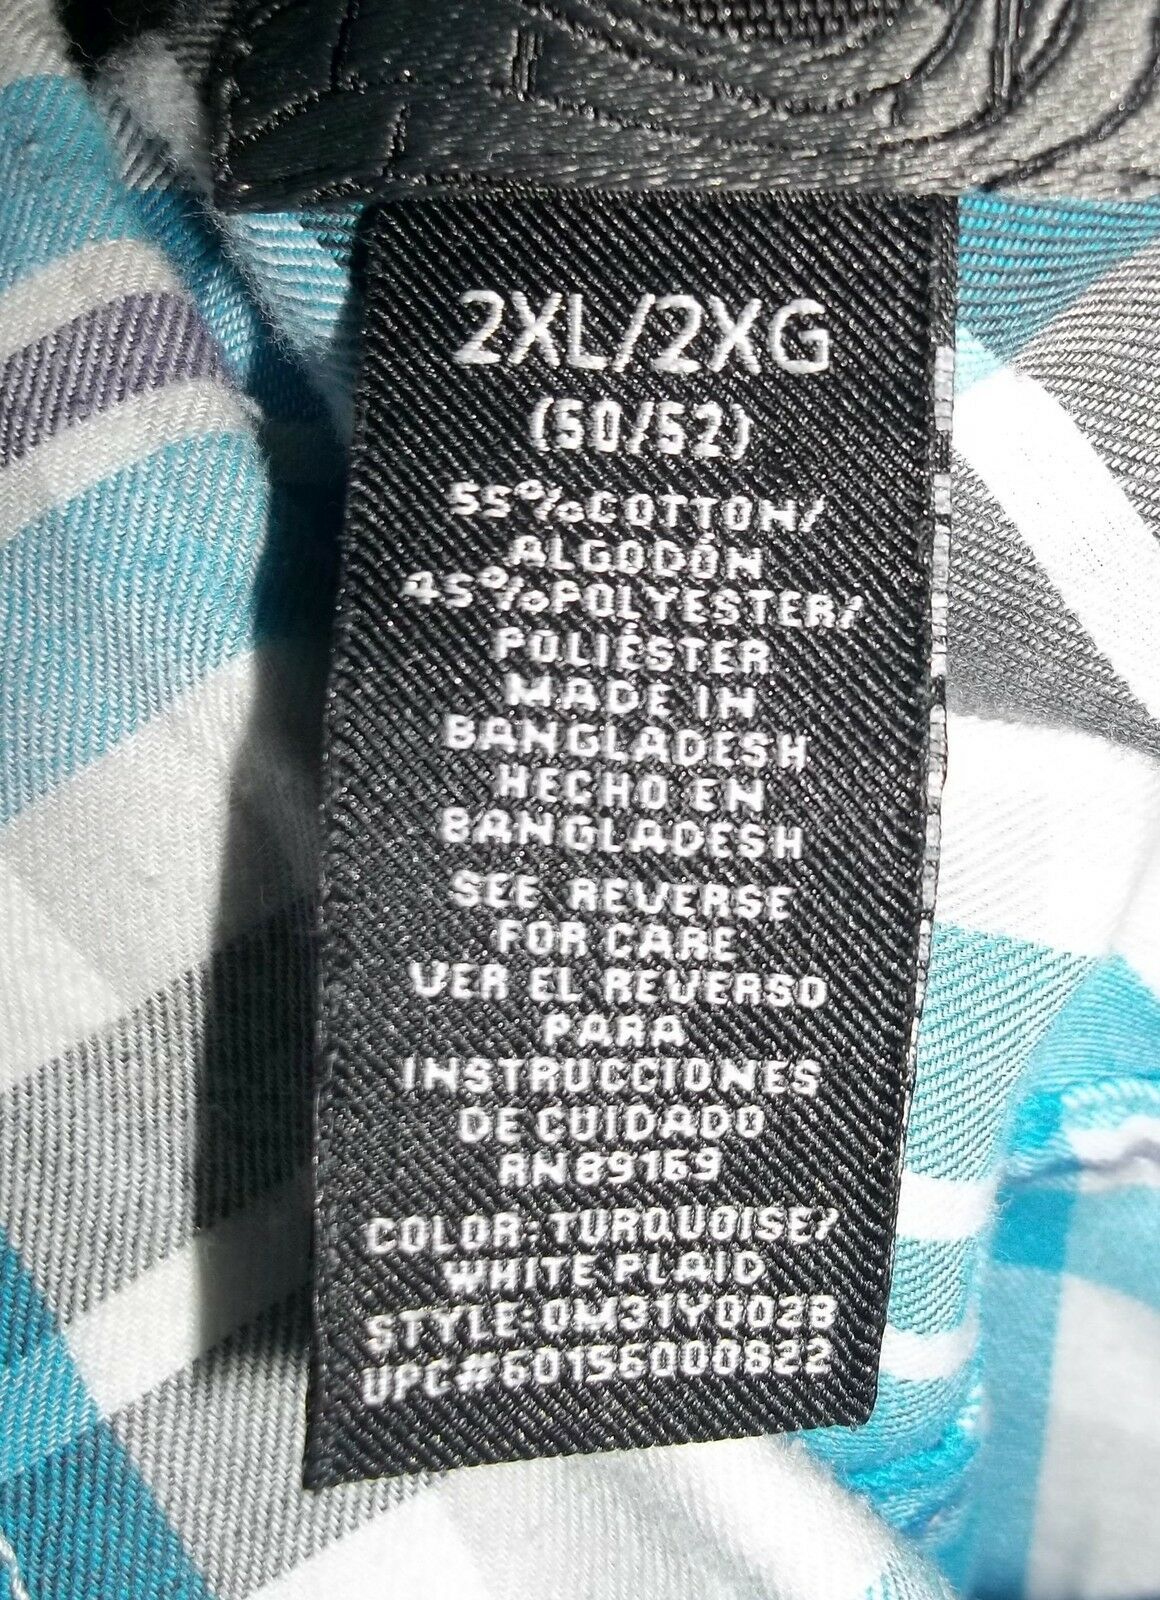 2XL/2XG
(50/52)
55%COTTON/
ALGODÓN
45%POLYESTER/
POLIÉSTER
MADE IN
BANGLADESH
HECHO EN
BANGLADESH
SEE REVERSE
FOR CARE
VER EL REVERSO
PARA
INSTRUCCIONES
DE CUIDADO
RN89169
COLOR:TURQUOISE/
WHITE PLAID
STYLE:0M31Y0028
UPC#60156000822